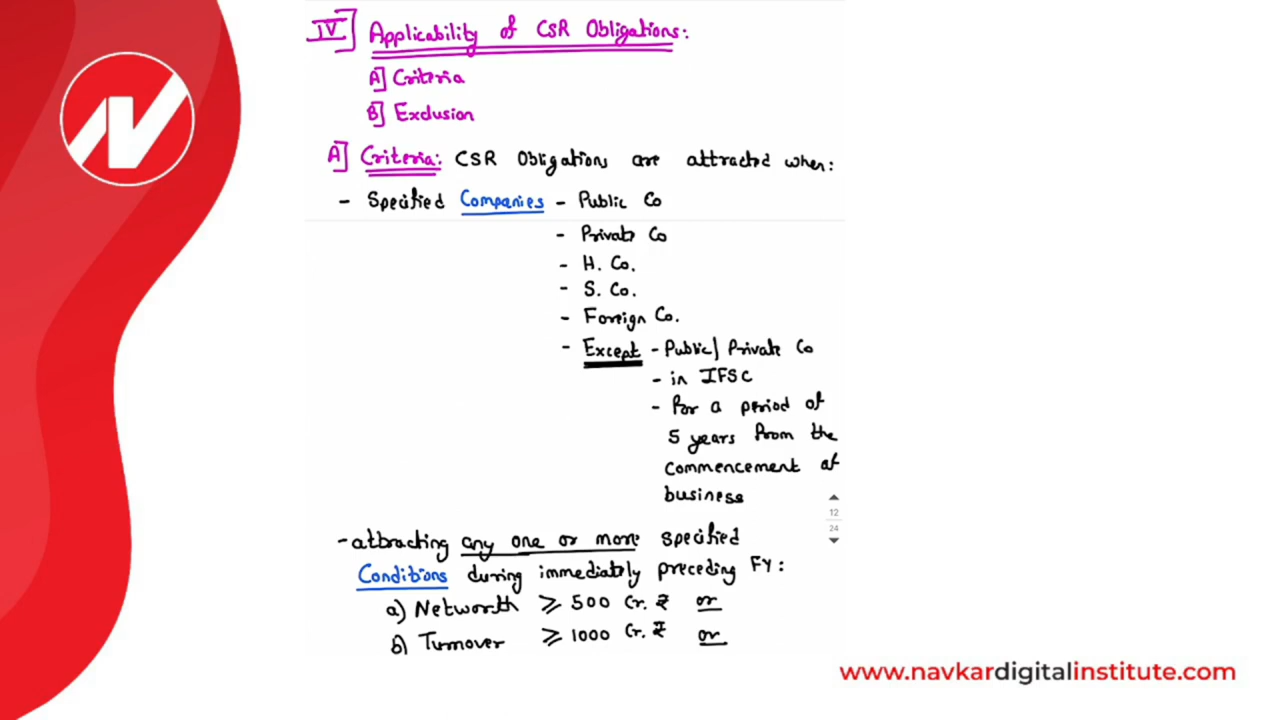 IV] Applicability of CSR Obligations:
A] Criteria
B] Exclusion
A] Criteria: CSR Obligations are attracted when:
- Specified Companies - Public Co
- Private Co
- H. Co.
- S. Co.
- Foreign Co.
- Except - Public/Private Co
- in IFSC
- For a period of
5 years from the
commencement of
business
12
24
- attracting any one or more specified
Conditions during immediately preceding FY:
a) Networth ≥ 500 Cr. ₹ or
b) Turnover ≥ 1000 Cr. ₹ or
www.navkardigitalinstitute.com